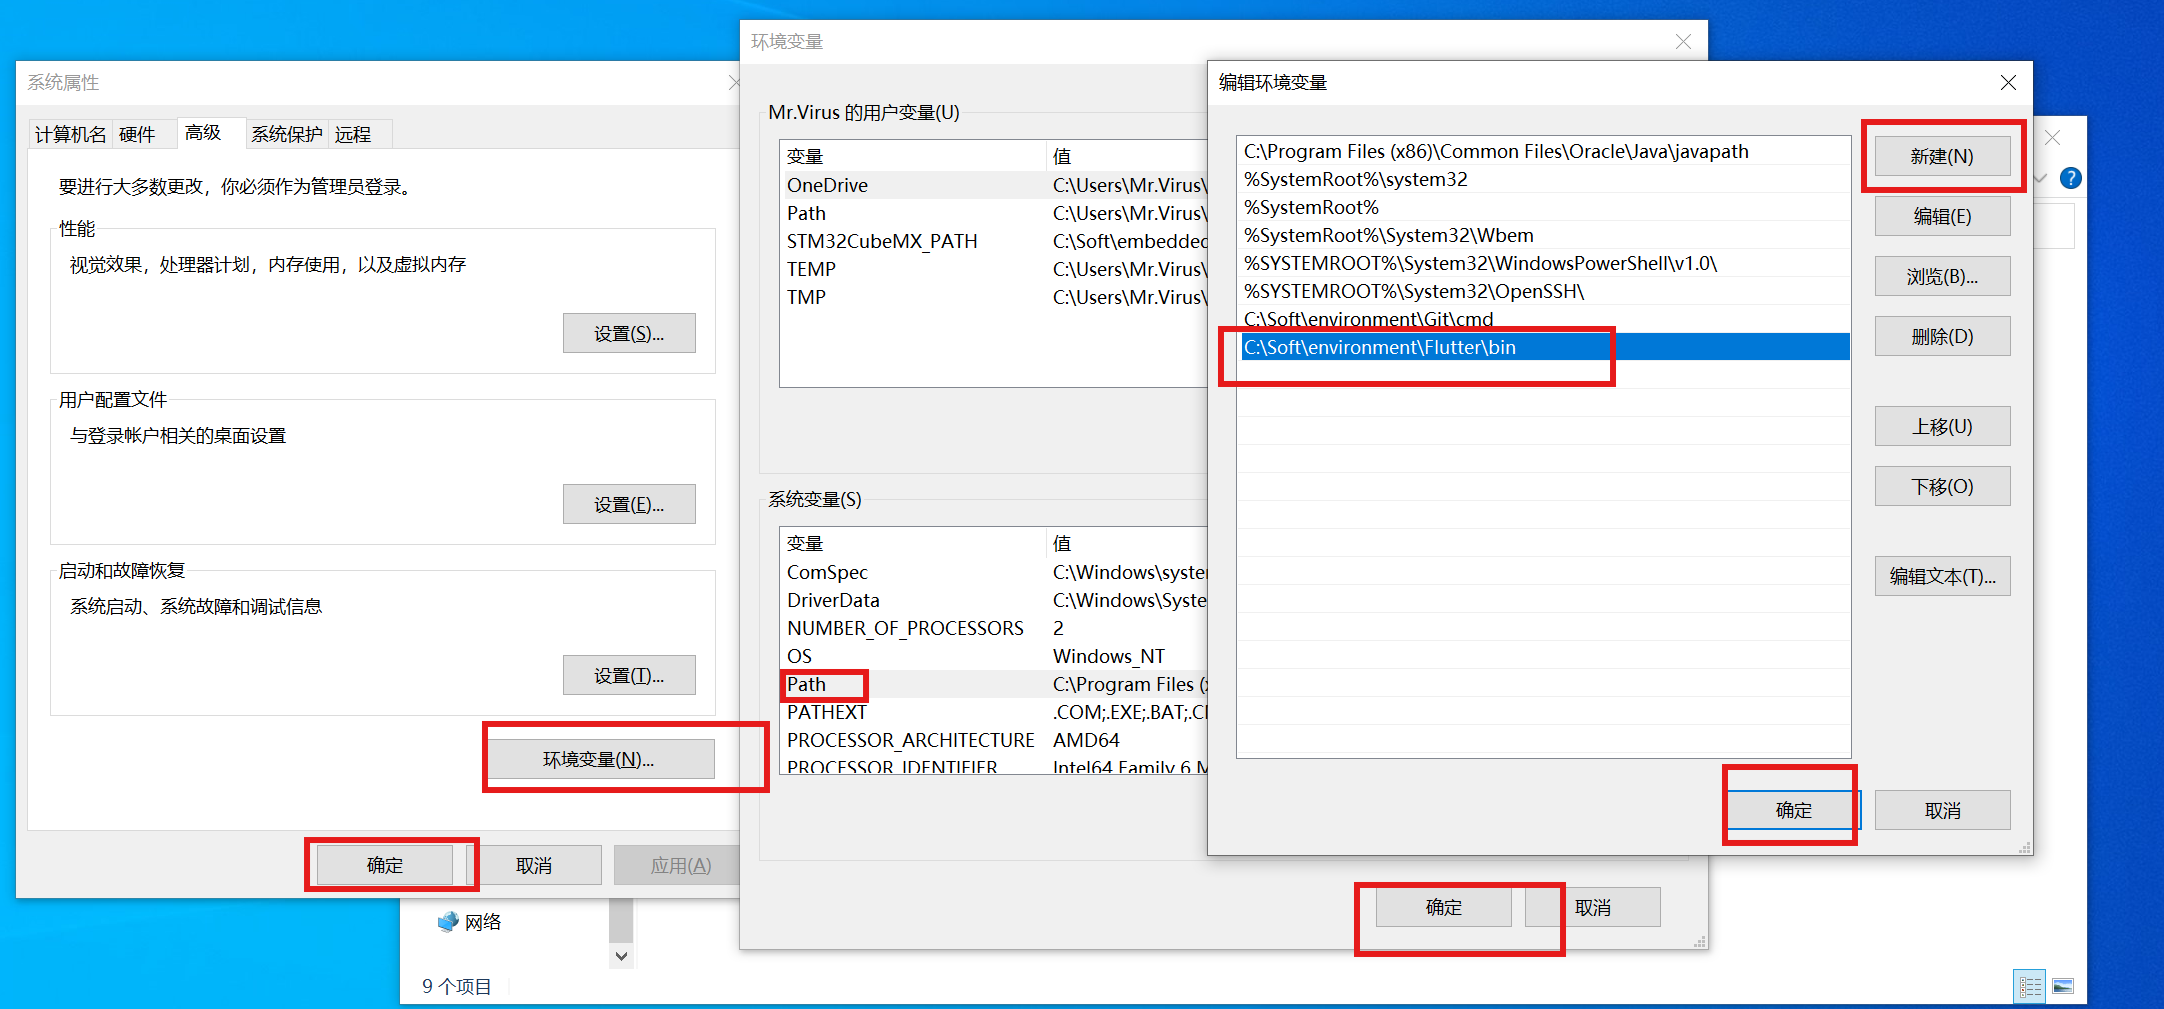 系统属性
计算机名
硬件
高级
系统保护
远程
要进行大多数更改，你必须作为管理员登录。
性能
视觉效果，处理器计划，内存使用，以及虚拟内存
设置(S)...
用户配置文件
与登录帐户相关的桌面设置
设置(E)...
启动和故障恢复
系统启动、系统故障和调试信息
设置(T)...
环境变量(N)...
确定
取消
应用(A)
网络
9 个项目
环境变量
Mr.Virus 的用户变量(U)
变量 值
OneDrive C:\Users\Mr.Virus\
Path C:\Users\Mr.Virus\
STM32CubeMX_PATH C:\Soft\embedded
TEMP C:\Users\Mr.Virus\
TMP C:\Users\Mr.Virus\
系统变量(S)
变量 值
ComSpec C:\Windows\syste
DriverData C:\Windows\Syste
NUMBER_OF_PROCESSORS 2
OS Windows_NT
Path C:\Program Files (x
PATHEXT .COM;.EXE;.BAT;.C
PROCESSOR_ARCHITECTURE AMD64
PROCESSOR_IDENTIFIER Intel64 Family 6 M
确定
取消
编辑环境变量
C:\Program Files (x86)\Common Files\Oracle\Java\javapath
%SystemRoot%\system32
%SystemRoot%
%SystemRoot%\System32\Wbem
%SYSTEMROOT%\System32\WindowsPowerShell\v1.0\
%SYSTEMROOT%\System32\OpenSSH\
C:\Soft\environment\Git\cmd
C:\Soft\environment\Flutter\bin
新建(N)
编辑(E)
浏览(B)...
删除(D)
上移(U)
下移(O)
编辑文本(T)...
确定
取消
?